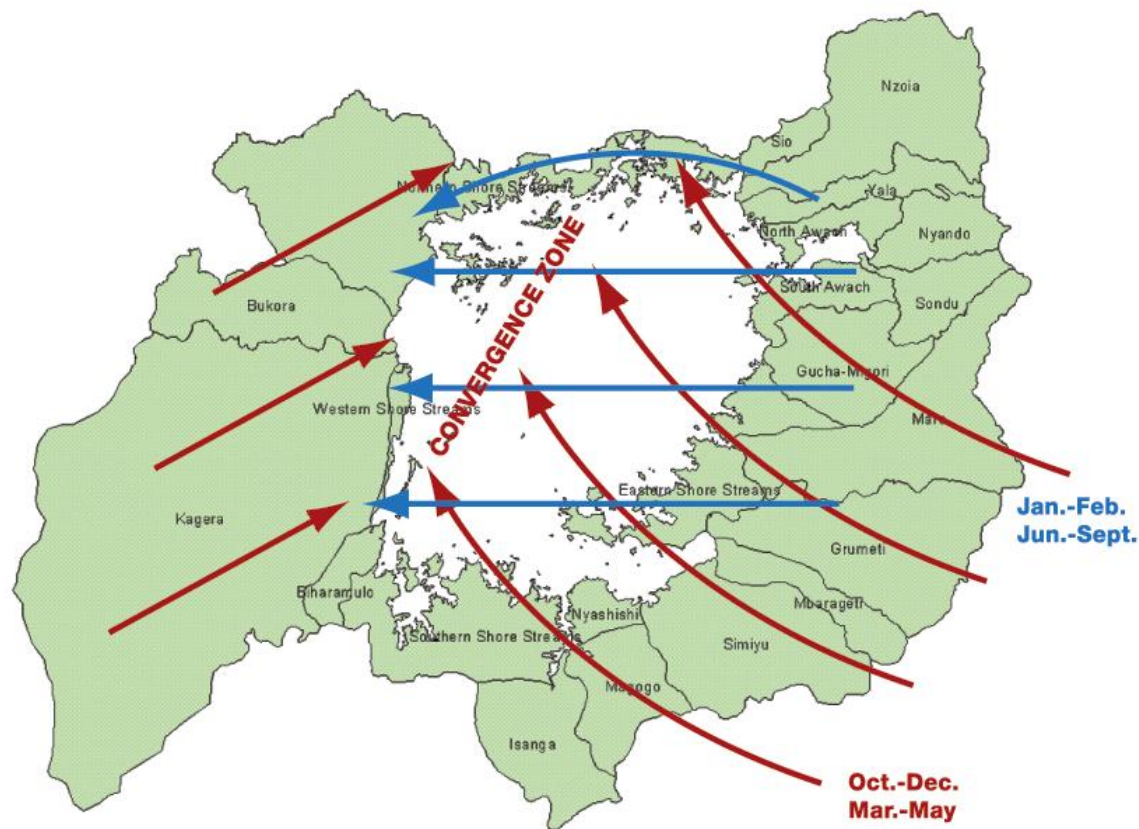 Nzoia
Sio
Northern Shore Streams
Yala
North Awach
Nyando
South Awach
Bukora
Sondu
CONVERGENCE ZONE
Gucha-Migori
Western Shore Streams
Mara
Eastern Shore Streams
Kagera
Jan.-Feb.
Jun.-Sept.
Grumeti
Biharamulo
Nyashishi
Mbarageti
Southern Shore Streams
Simiyu
Magogo
Isanga
Oct.-Dec.
Mar.-May